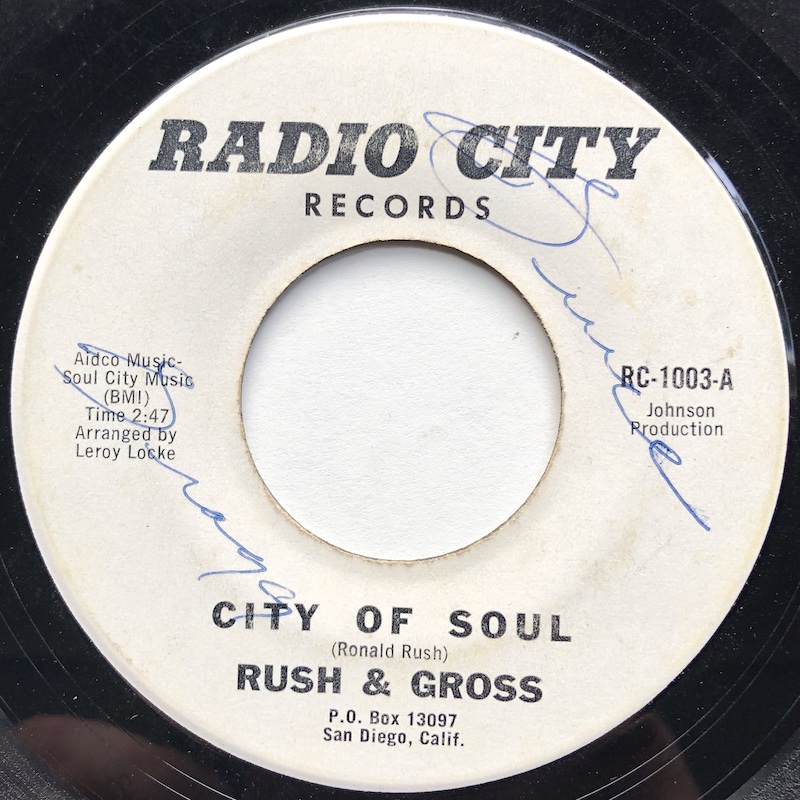 RADIO CITY
RECORDS
Aidco Music-
Soul City Music
(BMI)
Time 2:47
Arranged by
Leroy Locke
RC-1003-A
Johnson
Production
CITY OF SOUL
(Ronald Rush)
RUSH & GROSS
P.O. Box 13097
San Diego, Calif.